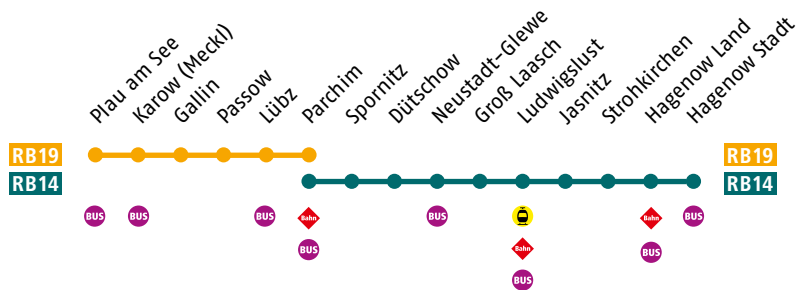 Plau am See
Karow (Meckl)
Gallin
Passow
Lübz
Parchim
Spornitz
Dütschow
Neustadt-Glewe
Groß Laasch
Ludwigslust
Jasnitz
Strohkirchen
Hagenow Land
Hagenow Stadt
RB19 RB19
RB14 RB14
BUS BUS BUS Bahn BUS Bahn BUS
BUS Bahn BUS
BUS